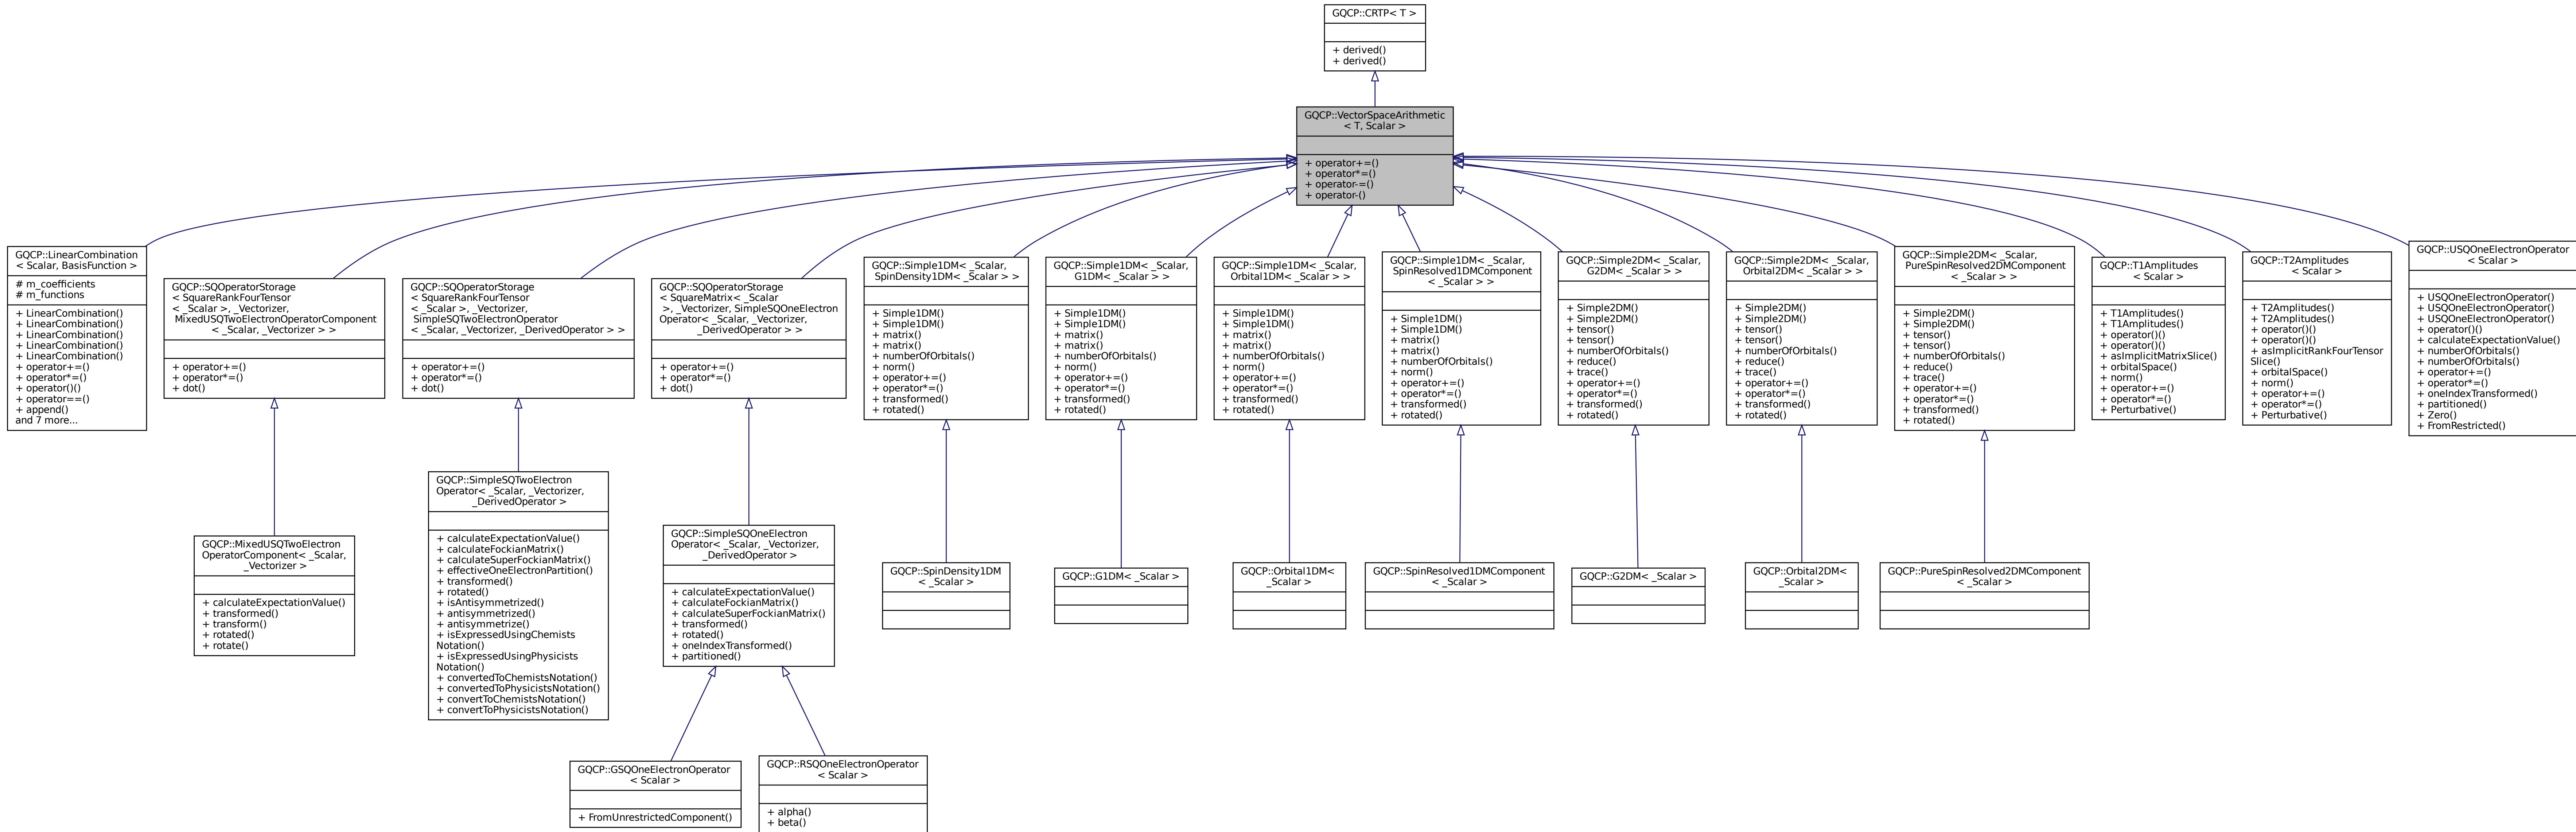 GQCP::CRTP< T >
+ derived()
+ derived()
GQCP::VectorSpaceArithmetic
< T, Scalar >
+ operator+=()
+ operator*=()
+ operator-=()
+ operator-()
GQCP::LinearCombination
< Scalar, BasisFunction >
# m_coefficients
# m_functions
+ LinearCombination()
+ LinearCombination()
+ LinearCombination()
+ LinearCombination()
+ LinearCombination()
+ operator+=()
+ operator*=()
+ operator()()
+ operator==()
+ append()
and 7 more...
GQCP::SQOperatorStorage
< SquareRankFourTensor
< _Scalar >, _Vectorizer,
MixedUSQTwoElectronOperatorComponent
< _Scalar, _Vectorizer > >
+ operator+=()
+ operator*=()
+ dot()
GQCP::SQOperatorStorage
< SquareRankFourTensor
< _Scalar >, _Vectorizer,
SimpleSQTwoElectronOperator
< _Scalar, _Vectorizer, _DerivedOperator > >
+ operator+=()
+ operator*=()
+ dot()
GQCP::SQOperatorStorage
< SquareMatrix< _Scalar
>, _Vectorizer, SimpleSQOneElectron
Operator< _Scalar, _Vectorizer,
_DerivedOperator > >
+ operator+=()
+ operator*=()
+ dot()
GQCP::Simple1DM< _Scalar,
SpinDensity1DM< _Scalar > >
+ Simple1DM()
+ Simple1DM()
+ matrix()
+ matrix()
+ numberOfOrbitals()
+ norm()
+ operator+=()
+ operator*=()
+ transformed()
+ rotated()
GQCP::Simple1DM< _Scalar,
G1DM< _Scalar > >
+ Simple1DM()
+ Simple1DM()
+ matrix()
+ matrix()
+ numberOfOrbitals()
+ norm()
+ operator+=()
+ operator*=()
+ transformed()
+ rotated()
GQCP::Simple1DM< _Scalar,
Orbital1DM< _Scalar > >
+ Simple1DM()
+ Simple1DM()
+ matrix()
+ matrix()
+ numberOfOrbitals()
+ norm()
+ operator+=()
+ operator*=()
+ transformed()
+ rotated()
GQCP::Simple1DM< _Scalar,
SpinResolved1DMComponent
< _Scalar > >
+ Simple1DM()
+ Simple1DM()
+ matrix()
+ matrix()
+ numberOfOrbitals()
+ norm()
+ operator+=()
+ operator*=()
+ transformed()
+ rotated()
GQCP::Simple2DM< _Scalar,
G2DM< _Scalar > >
+ Simple2DM()
+ Simple2DM()
+ tensor()
+ tensor()
+ numberOfOrbitals()
+ reduce()
+ trace()
+ operator+=()
+ operator*=()
+ transformed()
+ rotated()
GQCP::Simple2DM< _Scalar,
Orbital2DM< _Scalar > >
+ Simple2DM()
+ Simple2DM()
+ tensor()
+ tensor()
+ numberOfOrbitals()
+ reduce()
+ trace()
+ operator+=()
+ operator*=()
+ transformed()
+ rotated()
GQCP::Simple2DM< _Scalar,
PureSpinResolved2DMComponent
< _Scalar > >
+ Simple2DM()
+ Simple2DM()
+ tensor()
+ tensor()
+ numberOfOrbitals()
+ reduce()
+ trace()
+ operator+=()
+ operator*=()
+ transformed()
+ rotated()
GQCP::T1Amplitudes
< Scalar >
+ T1Amplitudes()
+ T1Amplitudes()
+ operator()()
+ operator()()
+ asImplicitMatrixSlice()
+ orbitalSpace()
+ norm()
+ operator+=()
+ operator*=()
+ Perturbative()
GQCP::T2Amplitudes
< Scalar >
+ T2Amplitudes()
+ T2Amplitudes()
+ operator()()
+ operator()()
+ asImplicitRankFourTensor
Slice()
+ orbitalSpace()
+ norm()
+ operator+=()
+ operator*=()
+ Perturbative()
GQCP::USQOneElectronOperator
< Scalar >
+ USQOneElectronOperator()
+ USQOneElectronOperator()
+ USQOneElectronOperator()
+ operator()()
+ calculateExpectationValue()
+ numberOfOrbitals()
+ numberOfOrbitals()
+ operator+=()
+ operator*=()
+ oneIndexTransformed()
+ partitioned()
+ Zero()
+ FromRestricted()
GQCP::MixedUSQTwoElectron
OperatorComponent< _Scalar,
_Vectorizer >
+ calculateExpectationValue()
+ transformed()
+ transform()
+ rotated()
+ rotate()
GQCP::SimpleSQTwoElectron
Operator< _Scalar, _Vectorizer,
_DerivedOperator >
+ calculateExpectationValue()
+ calculateFockianMatrix()
+ calculateSuperFockianMatrix()
+ effectiveOneElectronPartition()
+ transformed()
+ rotated()
+ isAntisymmetrized()
+ antisymmetrized()
+ antisymmetrize()
+ isExpressedUsingChemists
Notation()
+ isExpressedUsingPhysicists
Notation()
+ convertedToChemistsNotation()
+ convertedToPhysicistsNotation()
+ convertToChemistsNotation()
+ convertToPhysicistsNotation()
GQCP::SimpleSQOneElectron
Operator< _Scalar, _Vectorizer,
_DerivedOperator >
+ calculateExpectationValue()
+ calculateFockianMatrix()
+ calculateSuperFockianMatrix()
+ transformed()
+ rotated()
+ oneIndexTransformed()
+ partitioned()
GQCP::SpinDensity1DM
< _Scalar >
GQCP::G1DM< _Scalar >
GQCP::Orbital1DM<
_Scalar >
GQCP::SpinResolved1DMComponent
< _Scalar >
GQCP::G2DM< _Scalar >
GQCP::Orbital2DM<
_Scalar >
GQCP::PureSpinResolved2DMComponent
< _Scalar >
GQCP::GSQOneElectronOperator
< Scalar >
+ FromUnrestrictedComponent()
GQCP::RSQOneElectronOperator
< Scalar >
+ alpha()
+ beta()